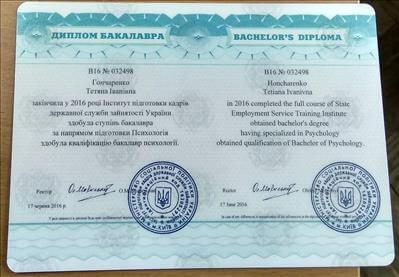 ДИПЛОМ БАКАЛАВРА
В16 № 032498
Гончаренко
Тетяна Іванівна
закінчила у 2016 році Інститут підготовки кадрів
державної служби зайнятості України
здобула ступінь бакалавра
за напрямом підготовки Психологія
здобула кваліфікацію бакалавр психології.
Ректор
17 червня 2016 р.
BACHELOR'S DIPLOMA
B16 № 032498
Honcharenko
Tetiana Ivanivna
in 2016 completed the full course of State
Employment Service Training Institute
obtained bachelor's degree
having specialized in Psychology
obtained qualification of Bachelor of Psychology.
Rector
17 June 2016